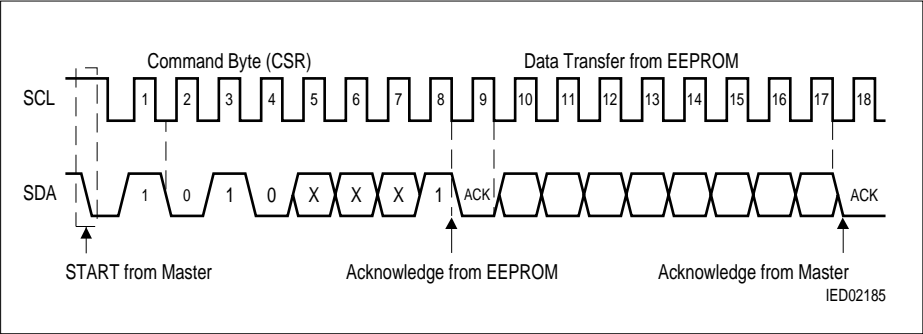 Command Byte (CSR) Data Transfer from EEPROM
SCL 1 2 3 4 5 6 7 8 9 10 11 12 13 14 15 16 17 18
SDA 1 0 1 0 X X X 1 ACK ACK
START from Master Acknowledge from EEPROM Acknowledge from Master
IED02185